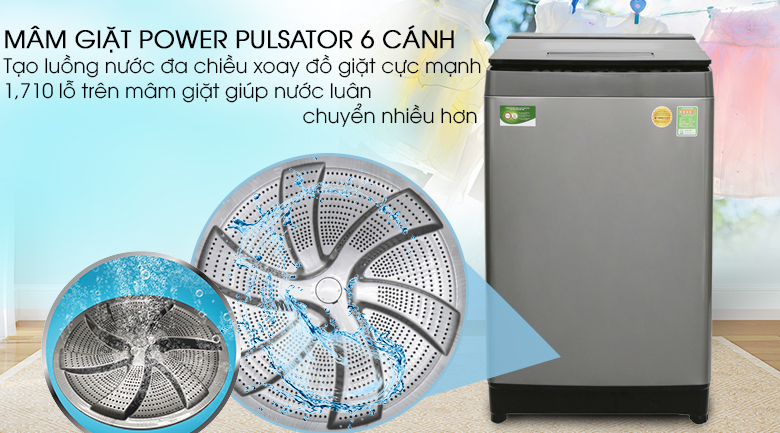 MÂM GIẶT POWER PULSATOR 6 CÁNH
Tạo luồng nước đa chiều xoay đồ giặt cực mạnh
1,710 lỗ trên mâm giặt giúp nước luân
chuyển nhiều hơn